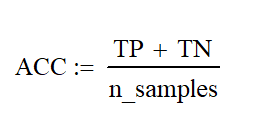 TP + TN
ACC :=
n_samples